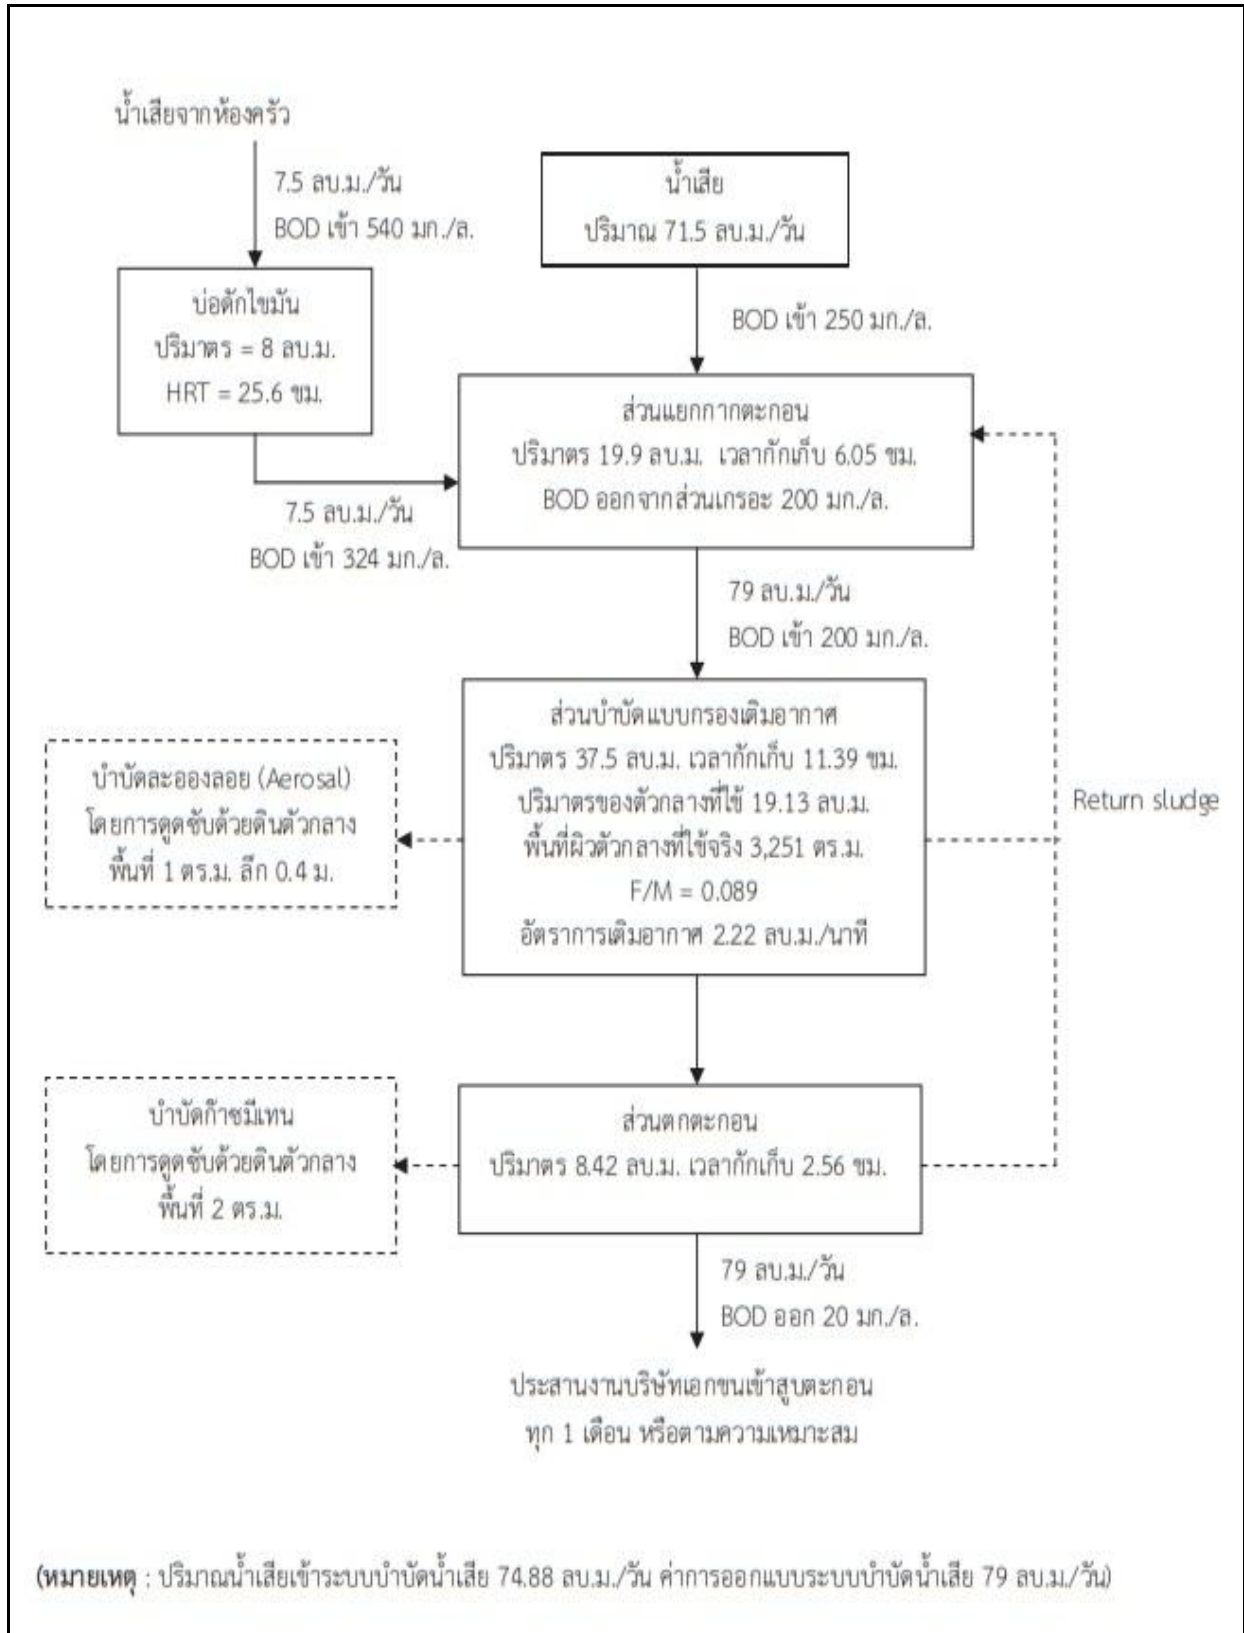 น้ำเสียจากห้องครัว
7.5 ลบ.ม./วัน
BOD เข้า 540 มก./ล.
น้ำเสีย
ปริมาณ 71.5 ลบ.ม./วัน
บ่อดักไขมัน
ปริมาตร = 8 ลบ.ม.
HRT = 25.6 ชม.
BOD เข้า 250 มก./ล.
ส่วนแยกกากตะกอน
ปริมาตร 19.9 ลบ.ม. เวลากักเก็บ 6.05 ชม.
BOD ออกจากส่วนเกรอะ 200 มก./ล.
7.5 ลบ.ม./วัน
BOD เข้า 324 มก./ล.
79 ลบ.ม./วัน
BOD เข้า 200 มก./ล.
ส่วนบำบัดแบบกรองเติมอากาศ
ปริมาตร 37.5 ลบ.ม. เวลากักเก็บ 11.39 ชม.
ปริมาตรของตัวกลางที่ใช้ 19.13 ลบ.ม.
พื้นที่ผิวตัวกลางที่ใช้จริง 3,251 ตร.ม.
F/M = 0.089
อัตราการเติมอากาศ 2.22 ลบ.ม./นาที
บำบัดละอองลอย (Aerosal)
โดยการดูดซับด้วยดินตัวกลาง
พื้นที่ 1 ตร.ม. ลึก 0.4 ม.
Return sludge
บำบัดก๊าซมีเทน
โดยการดูดซับด้วยดินตัวกลาง
พื้นที่ 2 ตร.ม.
ส่วนตกตะกอน
ปริมาตร 8.42 ลบ.ม. เวลากักเก็บ 2.56 ชม.
79 ลบ.ม./วัน
BOD ออก 20 มก./ล.
ประสานงานบริษัทเอกชนเข้าสูบตะกอน
ทุก 1 เดือน หรือตามความเหมาะสม
(หมายเหตุ : ปริมาณน้ำเสียเข้าระบบบำบัดน้ำเสีย 74.88 ลบ.ม./วัน ค่าการออกแบบระบบบำบัดน้ำเสีย 79 ลบ.ม./วัน)